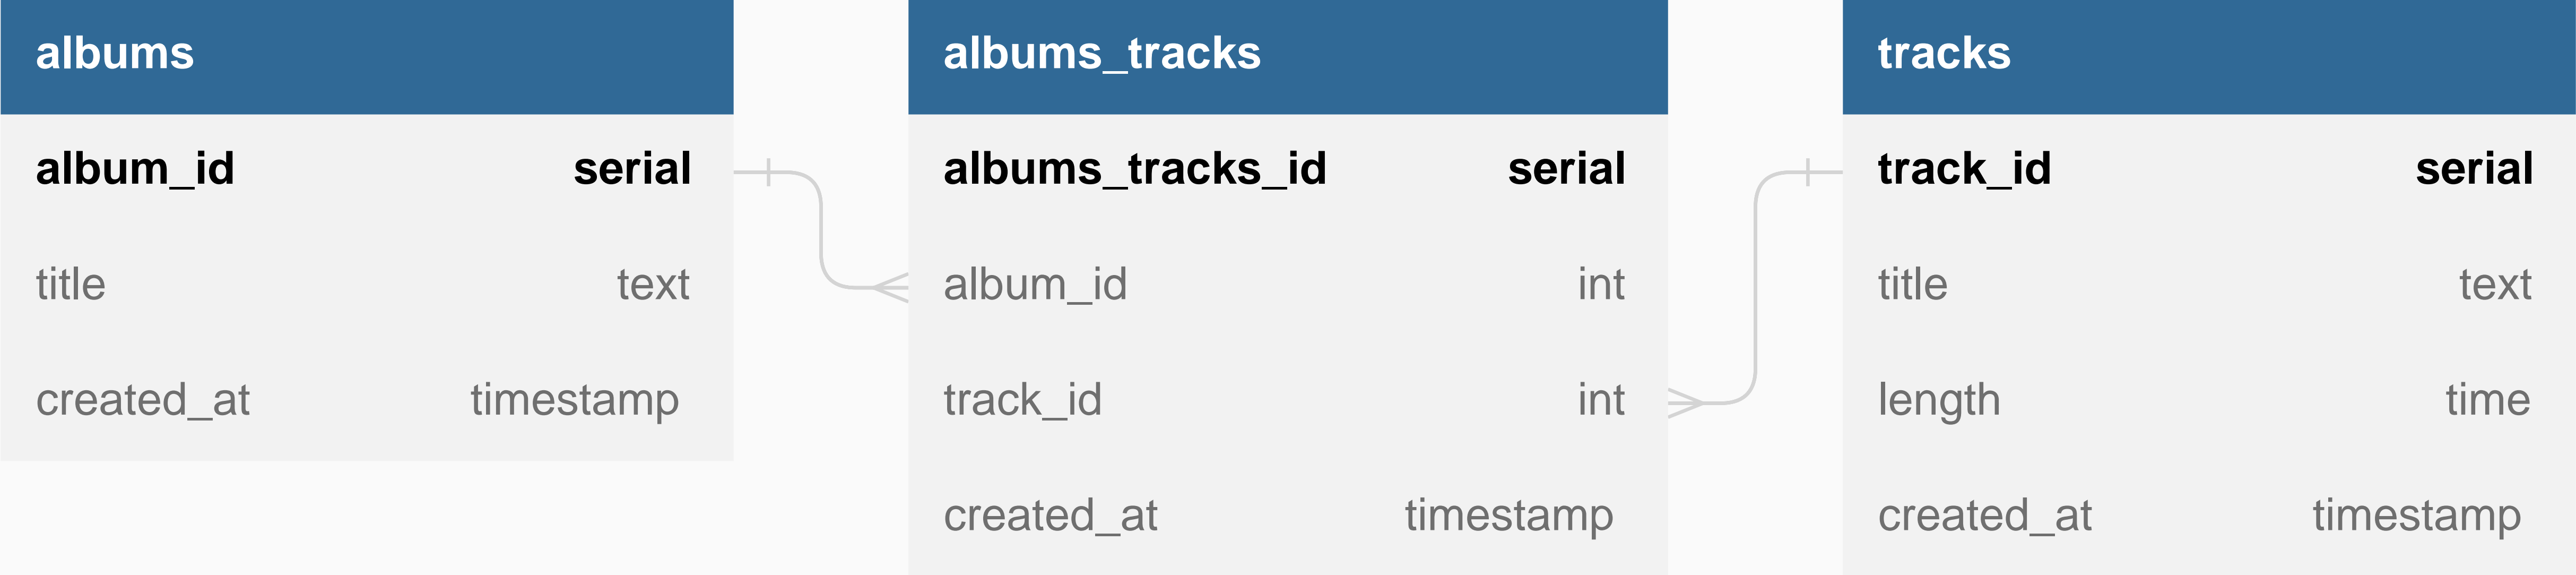 albums
album_id serial
title text
created_at timestamp
albums_tracks
albums_tracks_id serial
album_id int
track_id int
created_at timestamp
tracks
track_id serial
title text
length time
created_at timestamp